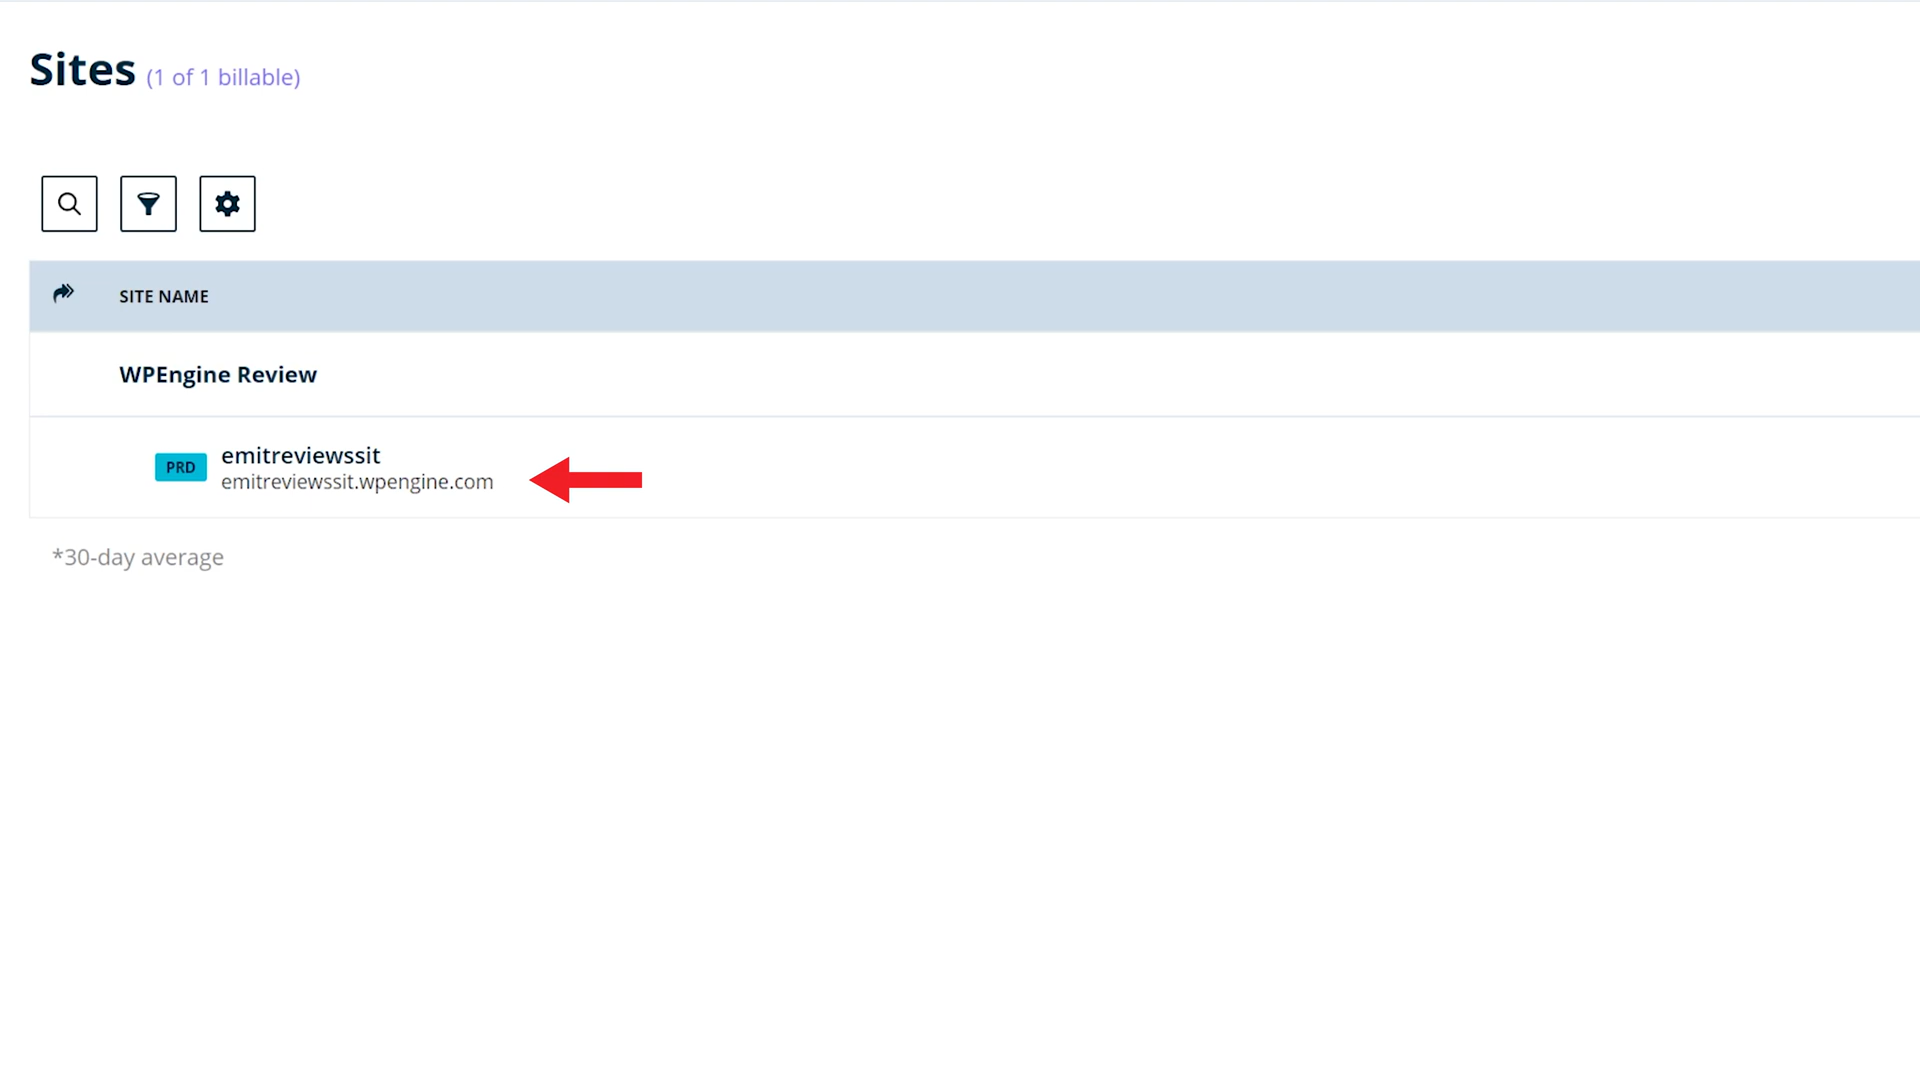 Sites (1 of 1 billable)
SITE NAME
WPEngine Review
PRD emitreviewssit
emitreviewssit.wpengine.com
*30-day average